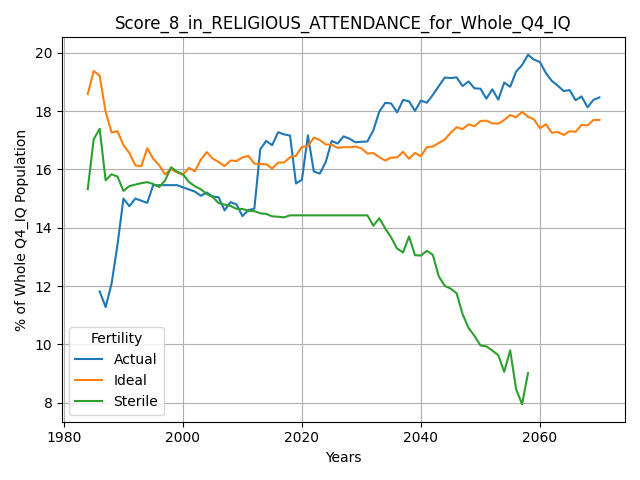 Score_8_in_RELIGIOUS_ATTENDANCE_for_Whole_Q4_IQ
% of Whole Q4_IQ Population
20
18
16
14
12
10
8
Fertility
Actual
Ideal
Sterile
1980
2000
2020
2040
2060
Years